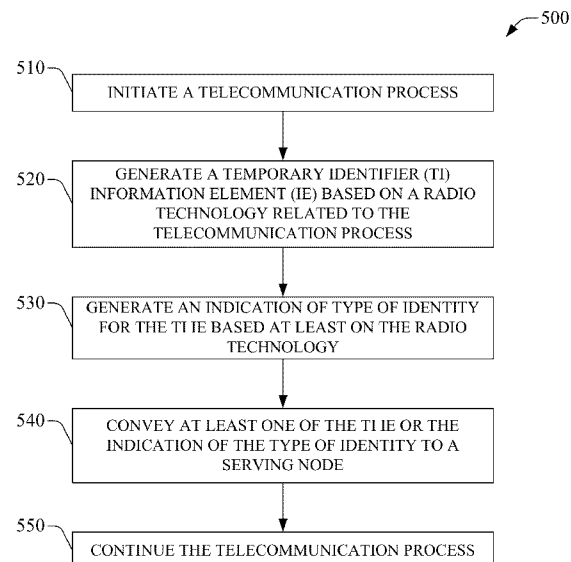 500
510
INITIATE A TELECOMMUNICATION PROCESS
520
GENERATE A TEMPORARY IDENTIFIER (TI)
INFORMATION ELEMENT (IE) BASED ON A RADIO
TECHNOLOGY RELATED TO THE
TELECOMMUNICATION PROCESS
530
GENERATE AN INDICATION OF TYPE OF IDENTITY
FOR THE TI IE BASED AT LEAST ON THE RADIO
TECHNOLOGY
540
CONVEY AT LEAST ONE OF THE TI IE OR THE
INDICATION OF THE TYPE OF IDENTITY TO A
SERVING NODE
550
CONTINUE THE TELECOMMUNICATION PROCESS